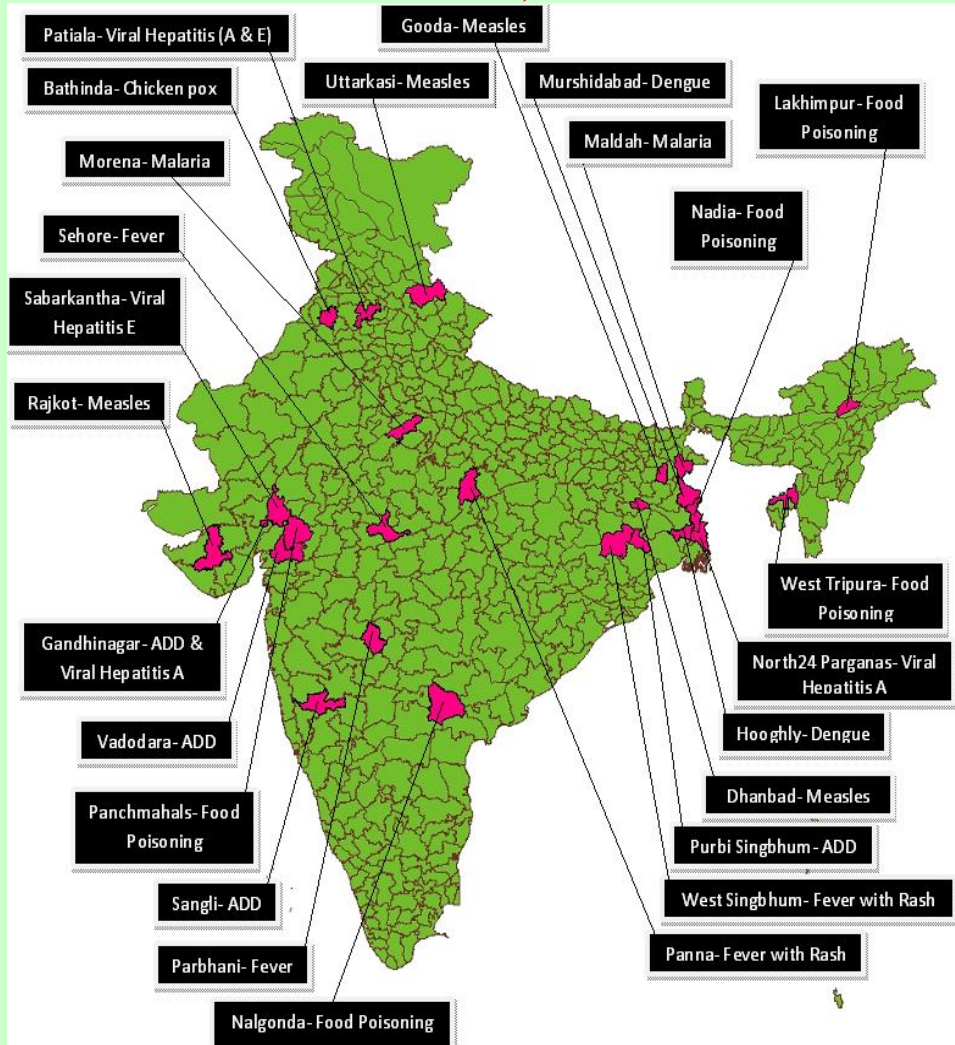 Gooda- Measles
Patiala- Viral Hepatitis (A & E)
Uttarkasi- Measles
Murshidabad- Dengue
Bathinda- Chicken pox
Lakhimpur- Food
Poisoning
Maldah- Malaria
Morena- Malaria
Nadia- Food
Poisoning
Sehore- Fever
Sabarkantha- Viral
Hepatitis E
Rajkot- Measles
West Tripura- Food
Poisoning
Gandhinagar- ADD &
Viral Hepatitis A
North24 Parganas- Viral
Hepatitis A
Vadodara- ADD
Hooghly- Dengue
Dhanbad- Measles
Panchmahals- Food
Poisoning
Purbi Singbhum- ADD
Sangli- ADD
West Singbhum- Fever with Rash
Parbhani- Fever
Panna- Fever with Rash
Nalgonda- Food Poisoning